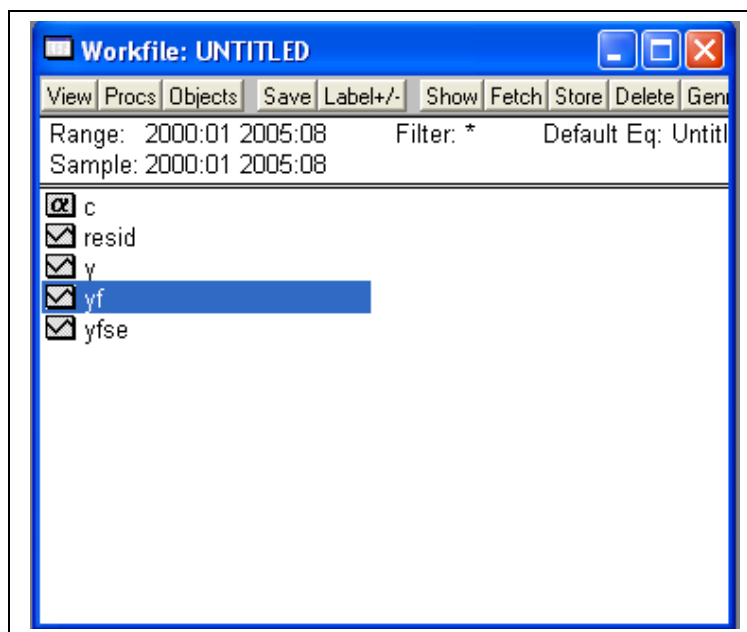 Workfile: UNTITLED
View Procs Objects Save Label+/- Show Fetch Store Delete Genr
Range: 2000:01 2005:08 Filter: * Default Eq: Untitl
Sample: 2000:01 2005:08
α c
resid
y
yf
yfse